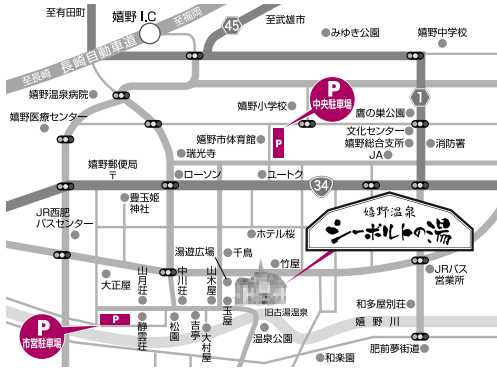 至有田町
嬉野 I.C
至福岡
45
至武雄市
みゆき公園
嬉野中学校
長崎自動車道
至長崎
P
中央駐車場
1
嬉野温泉病院
嬉野小学校
鷹の巣公園
嬉野医療センター
文化センター
嬉野市体育館
P
嬉野総合支所
消防署
瑞光寺
JA
嬉野郵便局
〒
ローソン
ユートク
34
豊玉姫
神社
嬉野温泉
シーボルトの湯
JR西肥
バスセンター
ホテル桜
湯遊広場
千鳥
竹屋
大正屋
山月荘
中川荘
山水屋
JRバス
営業所
旧古湯温泉
和多屋別荘
P
市営駐車場
P
静雲荘
松園
吉亭
大村屋
玉屋
嬉野川
温泉公園
和楽園
肥前夢街道